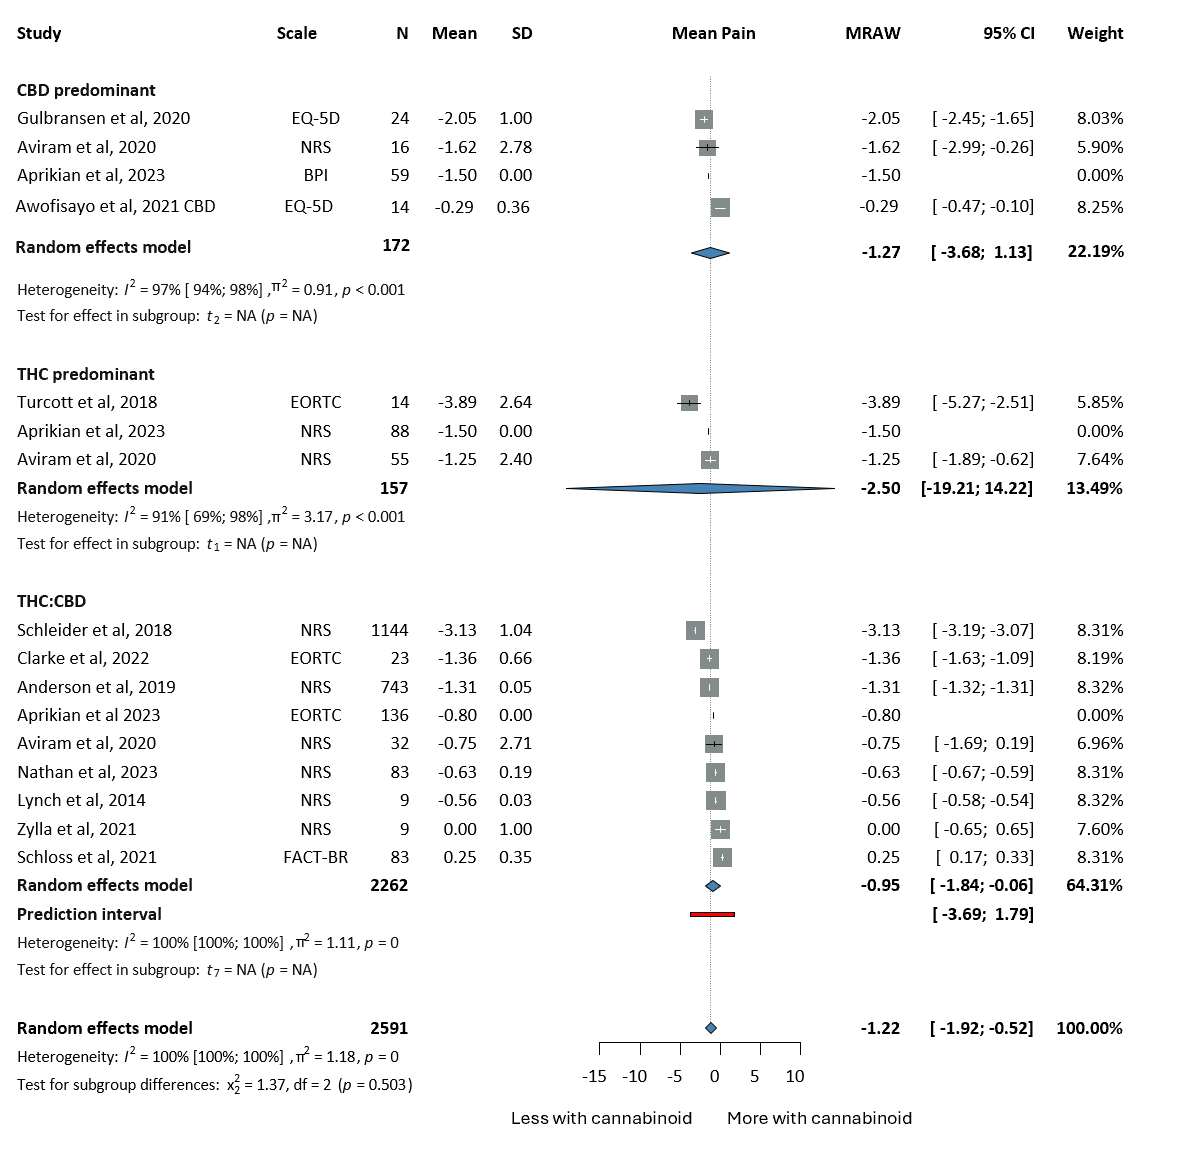 Study Scale N Mean SD Mean Pain MRAW 95% CI Weight
CBD predominant
Gulbransen et al, 2020 EQ-5D 24 -2.05 1.00 -2.05 [ -2.45; -1.65] 8.03%
Aviram et al, 2020 NRS 16 -1.62 2.78 -1.62 [ -2.99; -0.26] 5.90%
Aprikian et al, 2023 BPI 59 -1.50 0.00 -1.50 0.00%
Awofisayo et al, 2021 CBD EQ-5D 14 -0.29 0.36 -0.29 [ -0.47; -0.10] 8.25%
Random effects model 172 -1.27 [ -3.68; 1.13] 22.19%
Heterogeneity: I² = 97% [ 94%; 98%] ,π² = 0.91, p < 0.001
Test for effect in subgroup: t₂ = NA (p = NA)
THC predominant
Turcott et al, 2018 EORTC 14 -3.89 2.64 -3.89 [ -5.27; -2.51] 5.85%
Aprikian et al, 2023 NRS 88 -1.50 0.00 -1.50 0.00%
Aviram et al, 2020 NRS 55 -1.25 2.40 -1.25 [ -1.89; -0.62] 7.64%
Random effects model 157 -2.50 [-19.21; 14.22] 13.49%
Heterogeneity: I² = 91% [ 69%; 98%] ,π² = 3.17, p < 0.001
Test for effect in subgroup: t₁ = NA (p = NA)
THC:CBD
Schleider et al, 2018 NRS 1144 -3.13 1.04 -3.13 [ -3.19; -3.07] 8.31%
Clarke et al, 2022 EORTC 23 -1.36 0.66 -1.36 [ -1.63; -1.09] 8.19%
Anderson et al, 2019 NRS 743 -1.31 0.05 -1.31 [ -1.32; -1.31] 8.32%
Aprikian et al 2023 EORTC 136 -0.80 0.00 -0.80 0.00%
Aviram et al, 2020 NRS 32 -0.75 2.71 -0.75 [ -1.69; 0.19] 6.96%
Nathan et al, 2023 NRS 83 -0.63 0.19 -0.63 [ -0.67; -0.59] 8.31%
Lynch et al, 2014 NRS 9 -0.56 0.03 -0.56 [ -0.58; -0.54] 8.32%
Zylla et al, 2021 NRS 9 0.00 1.00 0.00 [ -0.65; 0.65] 7.60%
Schloss et al, 2021 FACT-BR 83 0.25 0.35 0.25 [ 0.17; 0.33] 8.31%
Random effects model 2262 -0.95 [ -1.84; -0.06] 64.31%
Prediction interval [ -3.69; 1.79]
Heterogeneity: I² = 100% [100%; 100%] ,π² = 1.11, p = 0
Test for effect in subgroup: t₇ = NA (p = NA)
Random effects model 2591 -1.22 [ -1.92; -0.52] 100.00%
Heterogeneity: I² = 100% [100%; 100%] ,π² = 1.18, p = 0
Test for subgroup differences: x²₂ = 1.37, df = 2 (p = 0.503)
-15 -10 -5 0 5 10
Less with cannabinoid More with cannabinoid